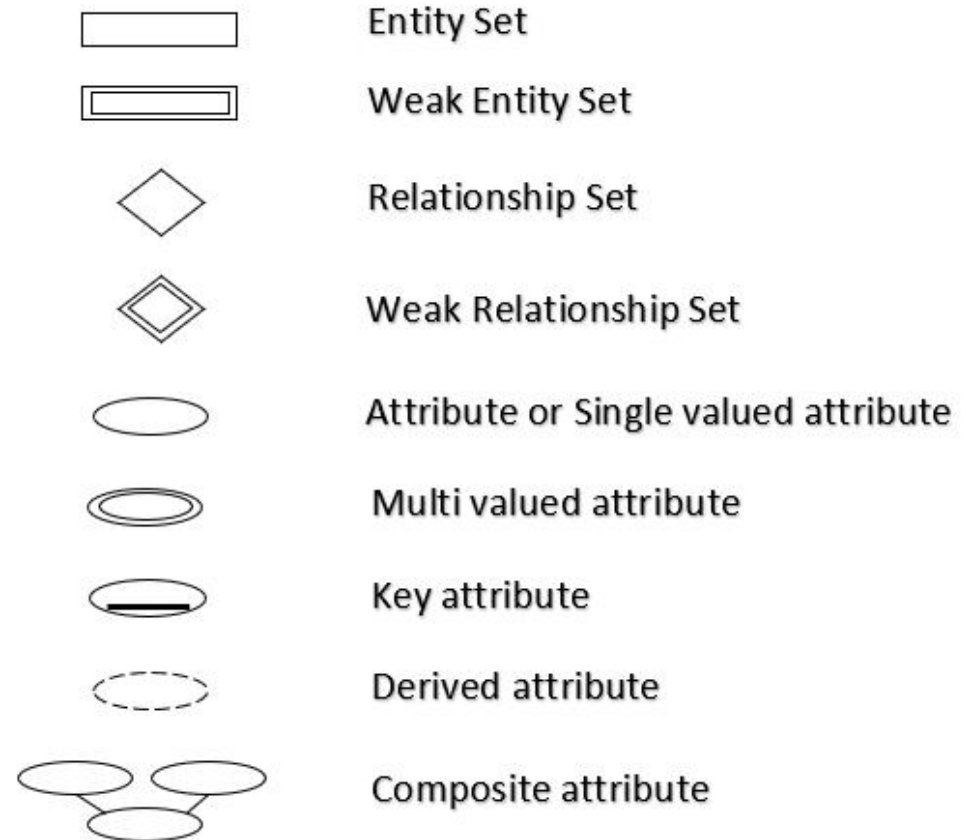 Entity Set
Weak Entity Set
Relationship Set
Weak Relationship Set
Attribute or Single valued attribute
Multi valued attribute
Key attribute
Derived attribute
Composite attribute